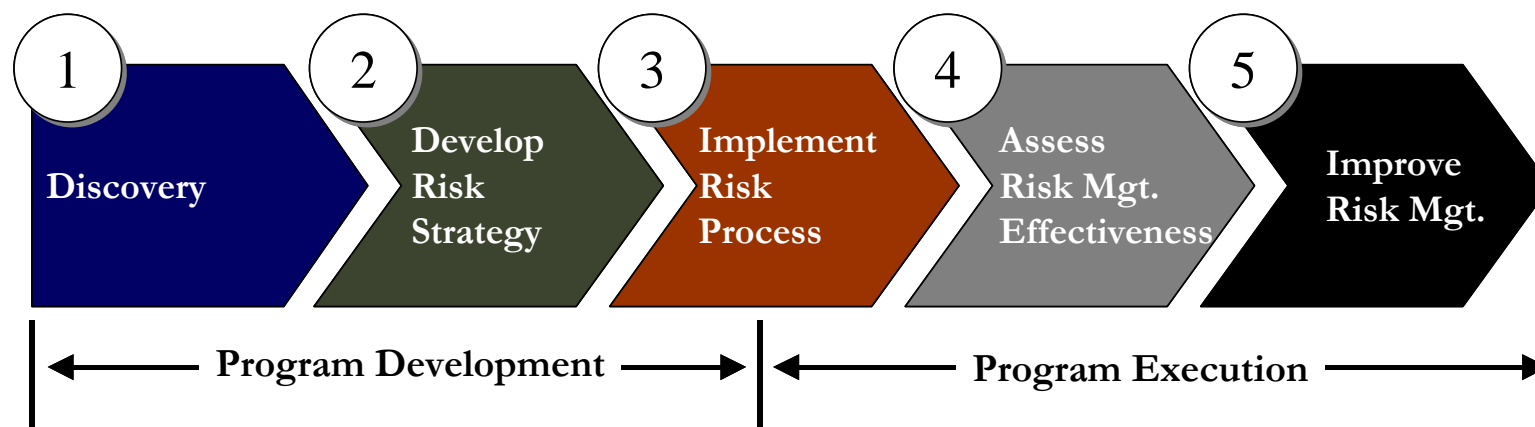 1
Discovery
2
Develop
Risk
Strategy
3
Implement
Risk
Process
4
Assess
Risk Mgt.
Effectiveness
5
Improve
Risk Mgt.
Program Development
Program Execution